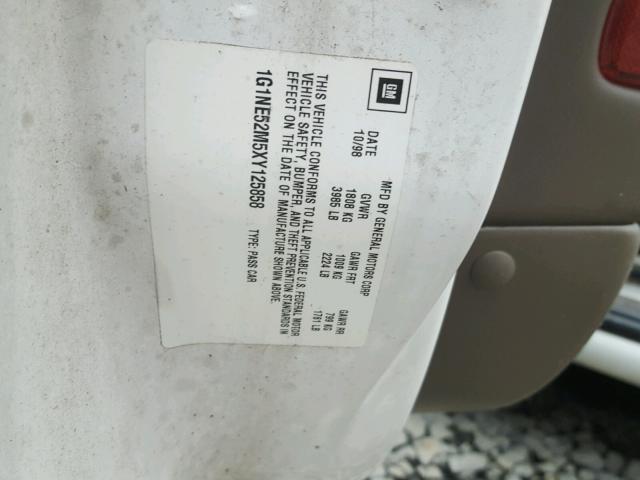 GM
DATE
10/98
MFD BY GENERAL MOTORS CORP
GVWR GAWR FRT GAWR RR
1808 KG 1009 KG 799 KG
3985 LB 2224 LB 1761 LB
THIS VEHICLE CONFORMS TO ALL APPLICABLE U.S. FEDERAL MOTOR
VEHICLE SAFETY, BUMPER, AND THEFT PREVENTION STANDARDS IN
EFFECT ON THE DATE OF MANUFACTURE SHOWN ABOVE.
1G1NE52M5XY125858 TYPE: PASS CAR